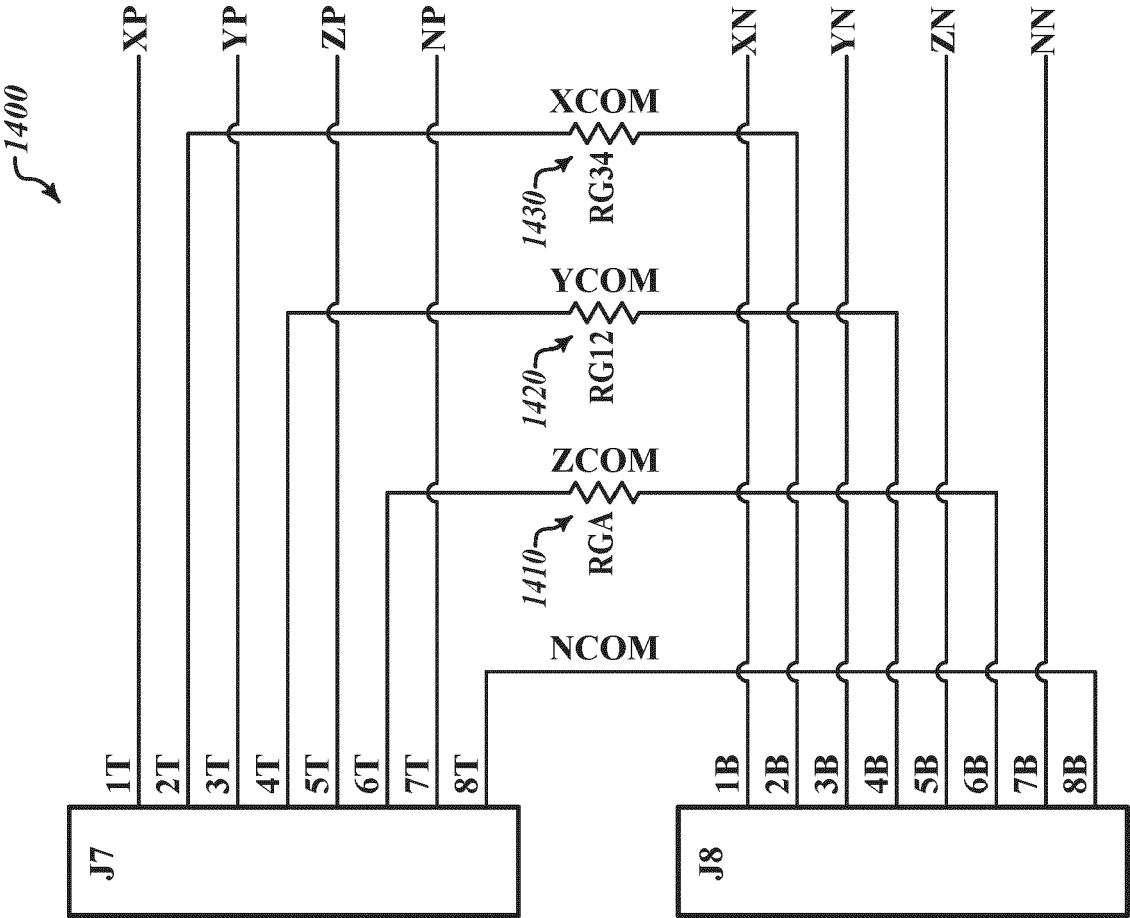 1400
XP
YP
ZP
NP
XN
YN
ZN
NN
XCOM
1430
RG34
YCOM
1420
RG12
ZCOM
1410
RGA
NCOM
1T
2T
3T
4T
5T
6T
7T
8T
1B
2B
3B
4B
5B
6B
7B
8B
J7
J8